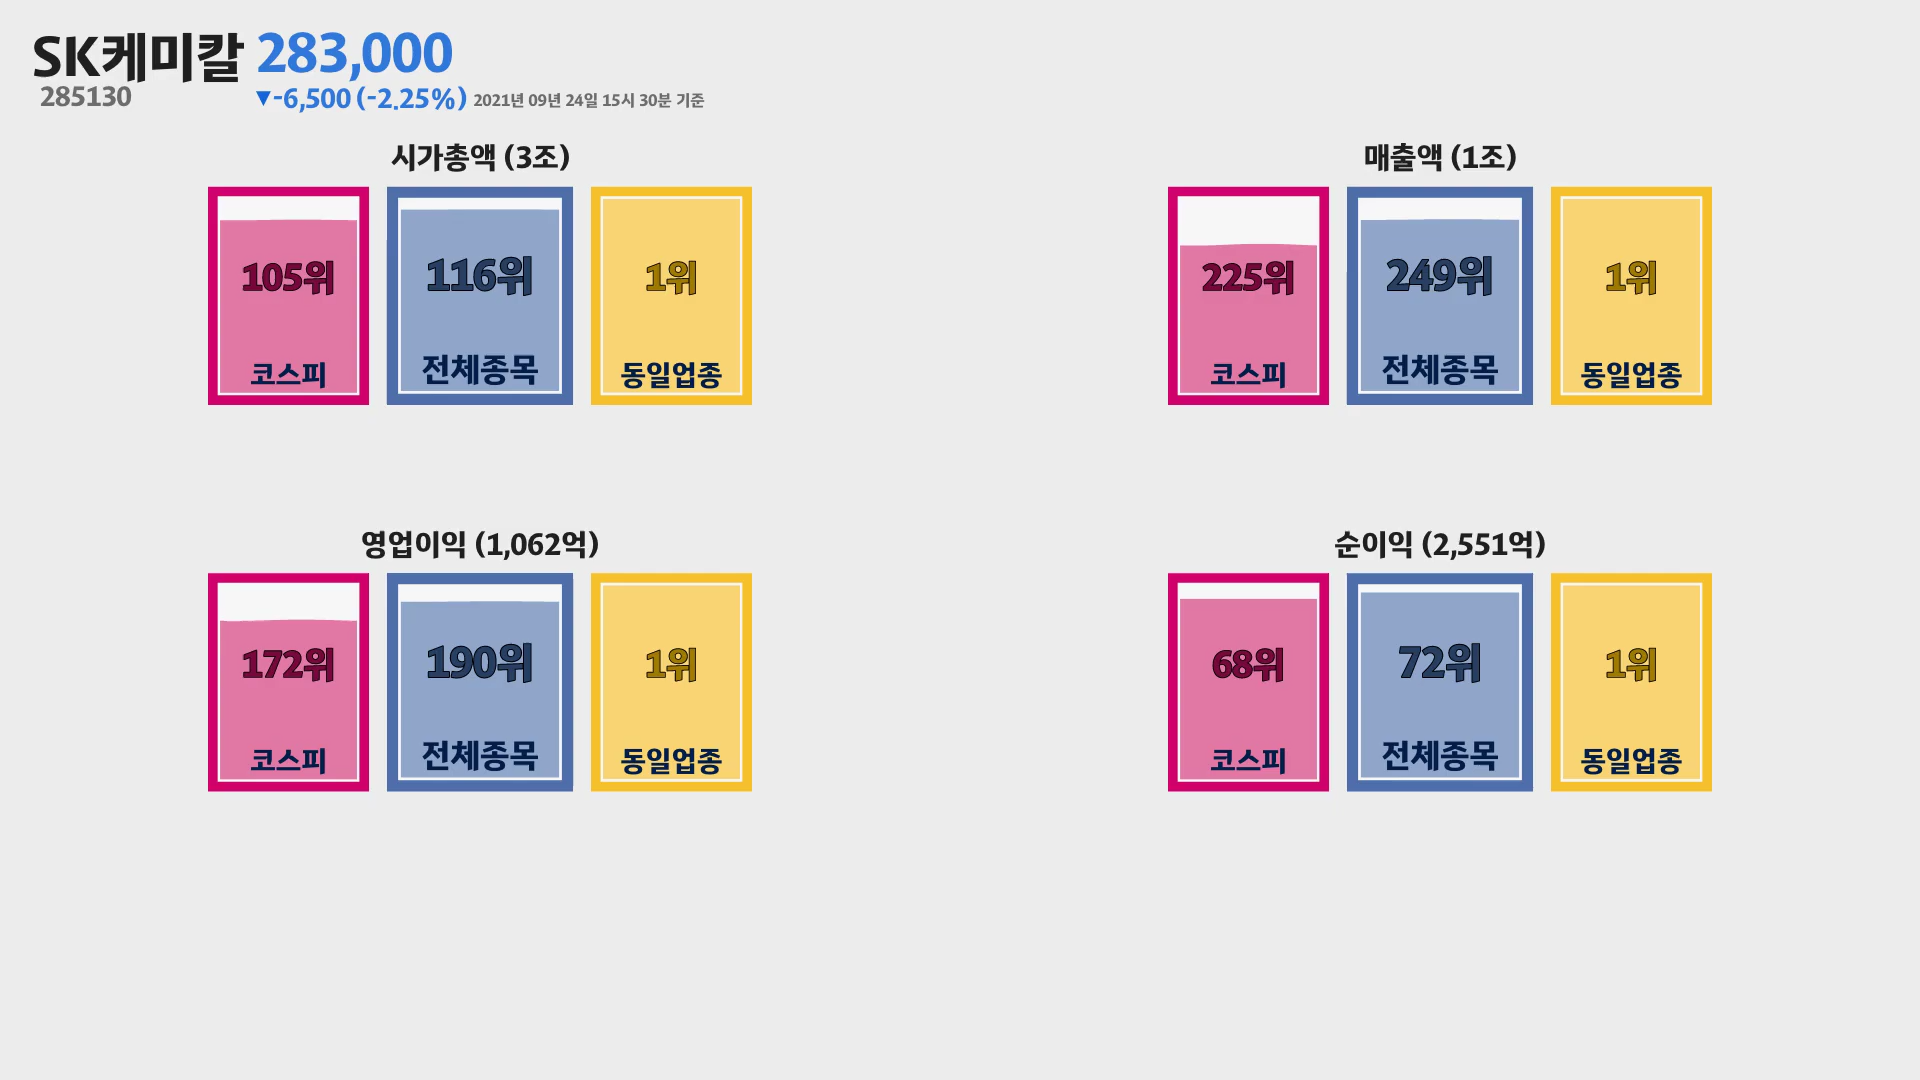 SK케미칼 283,000
285130 ▼-6,500 (-2.25%) 2021년 09년 24일 15시 30분 기준
시가총액 (3조)
105위 116위 1위
코스피 전체종목 동일업종
매출액 (1조)
225위 249위 1위
코스피 전체종목 동일업종
영업이익 (1,062억)
172위 190위 1위
코스피 전체종목 동일업종
순이익 (2,551억)
68위 72위 1위
코스피 전체종목 동일업종